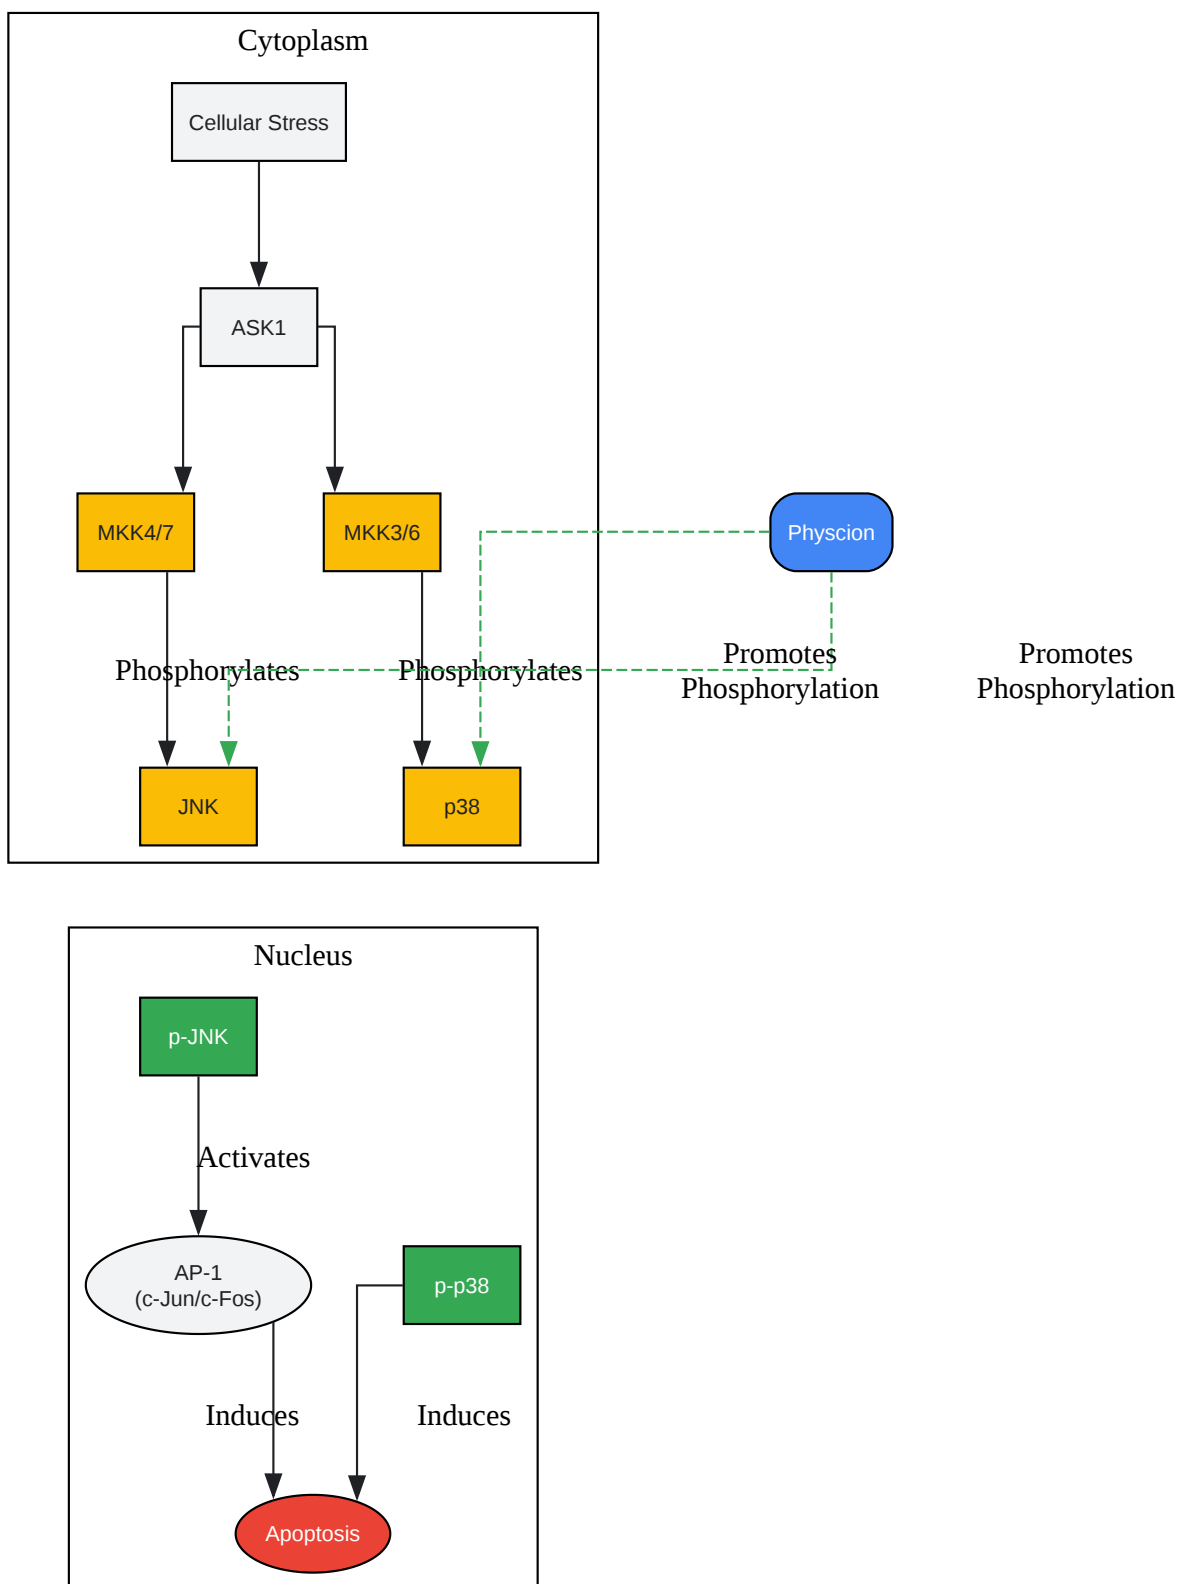 Cytoplasm
Cellular Stress
ASK1
MKK4/7
MKK3/6
Physcion
Phosphorylates
Phosphorylates
Promotes
Phosphorylation
Promotes
Phosphorylation
JNK
p38
Nucleus
p-JNK
Activates
AP-1
(c-Jun/c-Fos)
p-p38
Induces
Induces
Apoptosis